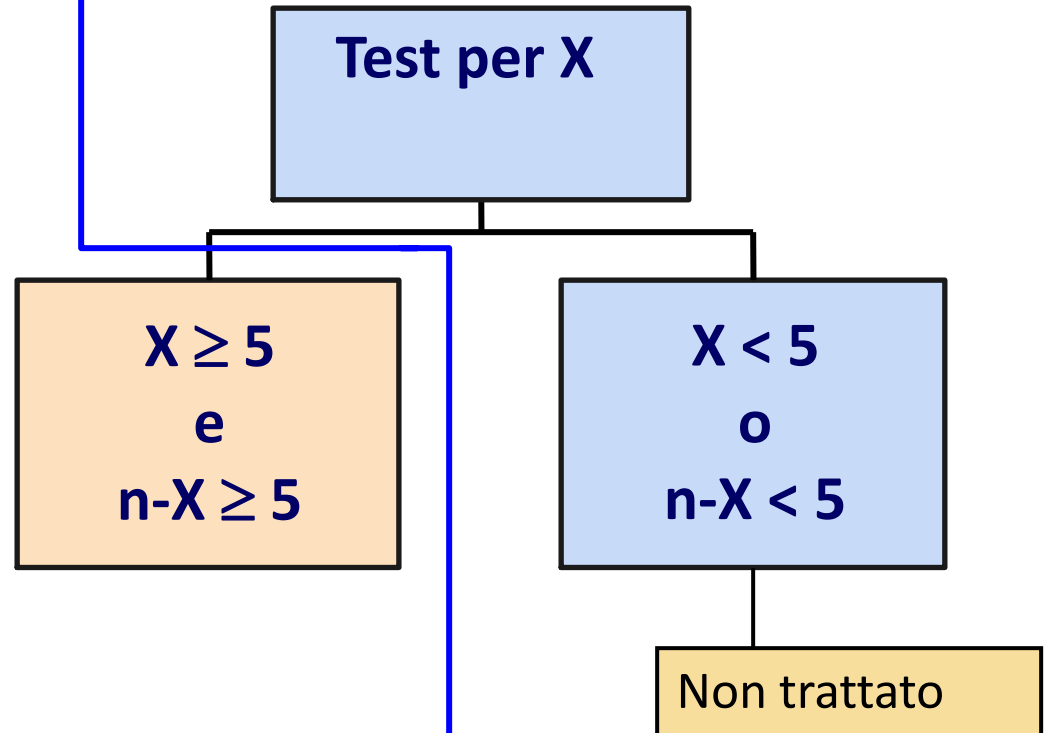 Test per X
X ≥ 5
e
n-X ≥ 5
X < 5
o
n-X < 5
Non trattato